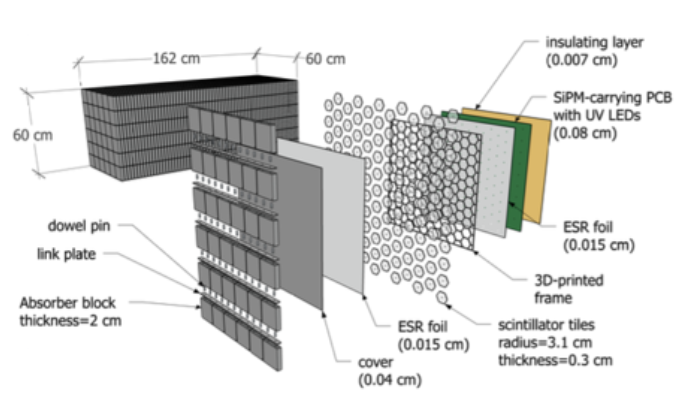 162 cm
60 cm
60 cm
insulating layer
(0.007 cm)
SiPM-carrying PCB
with UV LEDs
(0.08 cm)
ESR foil
(0.015 cm)
3D-printed
frame
scintillator tiles
radius=3.1 cm
thickness=0.3 cm
dowel pin
link plate
Absorber block
thickness=2 cm
ESR foil
(0.015 cm)
cover
(0.04 cm)